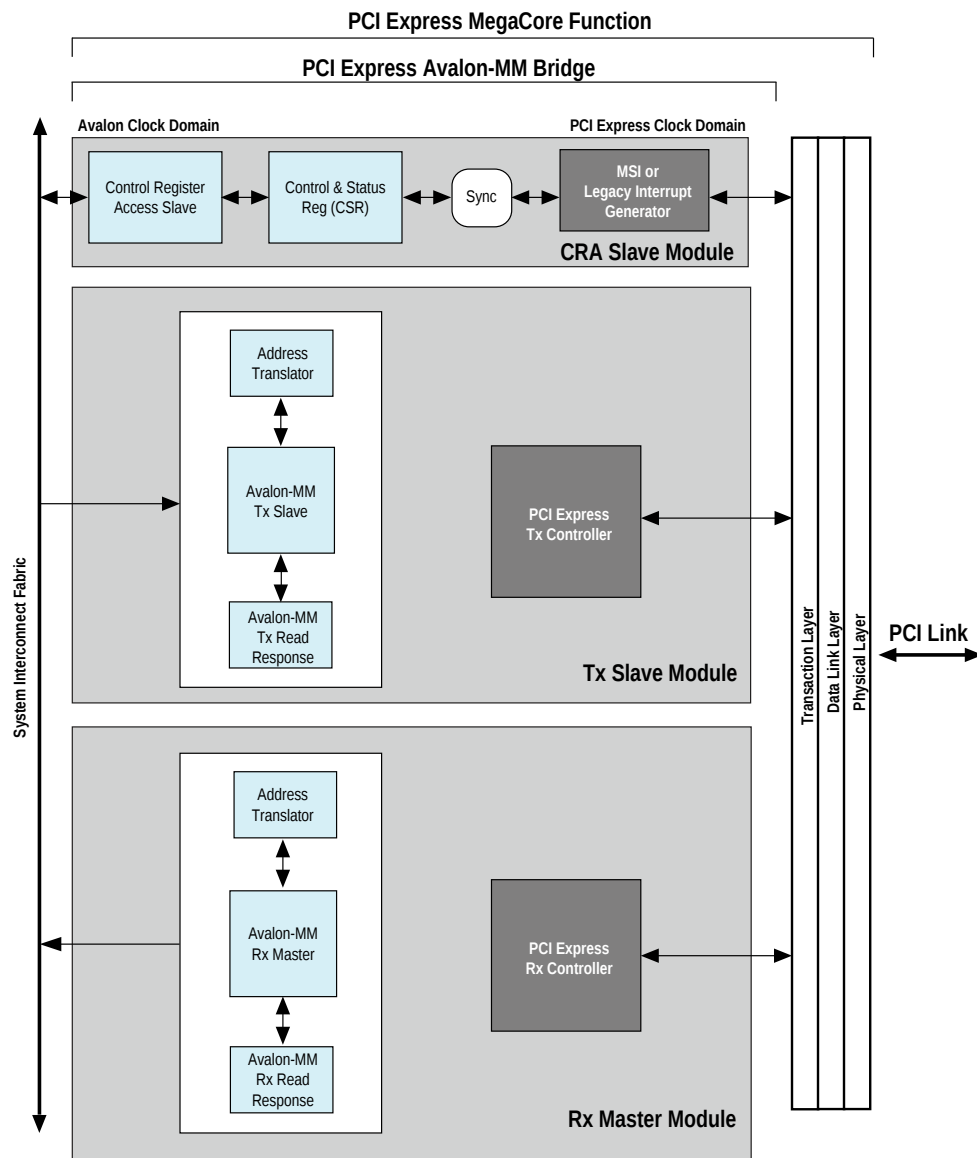 PCI Express MegaCore Function
PCI Express Avalon-MM Bridge
Avalon Clock Domain
PCI Express Clock Domain
Control Register
Access Slave
Control & Status
Reg (CSR)
Sync
MSI or
Legacy Interrupt
Generator
CRA Slave Module
Address
Translator
Avalon-MM
Tx Slave
Avalon-MM
Tx Read
Response
PCI Express
Tx Controller
Tx Slave Module
System Interconnect Fabric
Transaction Layer
Data Link Layer
Physical Layer
PCI Link
Address
Translator
Avalon-MM
Rx Master
Avalon-MM
Rx Read
Response
PCI Express
Rx Controller
Rx Master Module